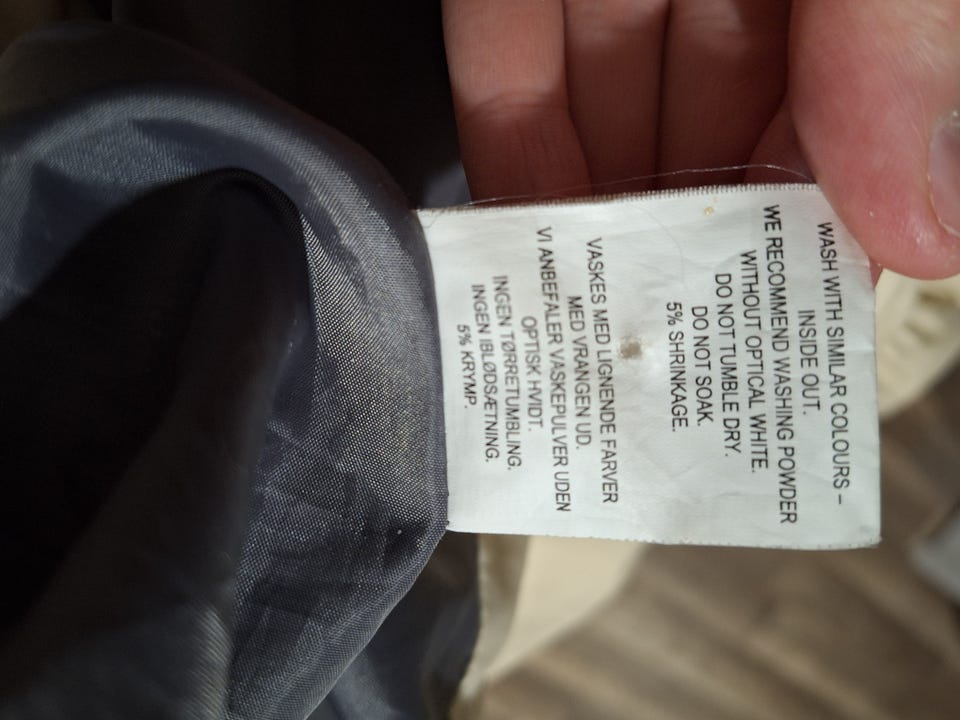 WASH WITH SIMILAR COLOURS –
INSIDE OUT.
WE RECOMMEND WASHING POWDER
WITHOUT OPTICAL WHITE.
DO NOT TUMBLE DRY.
DO NOT SOAK.
5% SHRINKAGE.
VASKES MED LIGNENDE FARVER
MED VRANGEN UD.
VI ANBEFALER VASKEPULVER UDEN
OPTISK HVIDT.
INGEN TØRRETUMBLING.
INGEN IBLØDSÆTNING.
5% KRYMP.